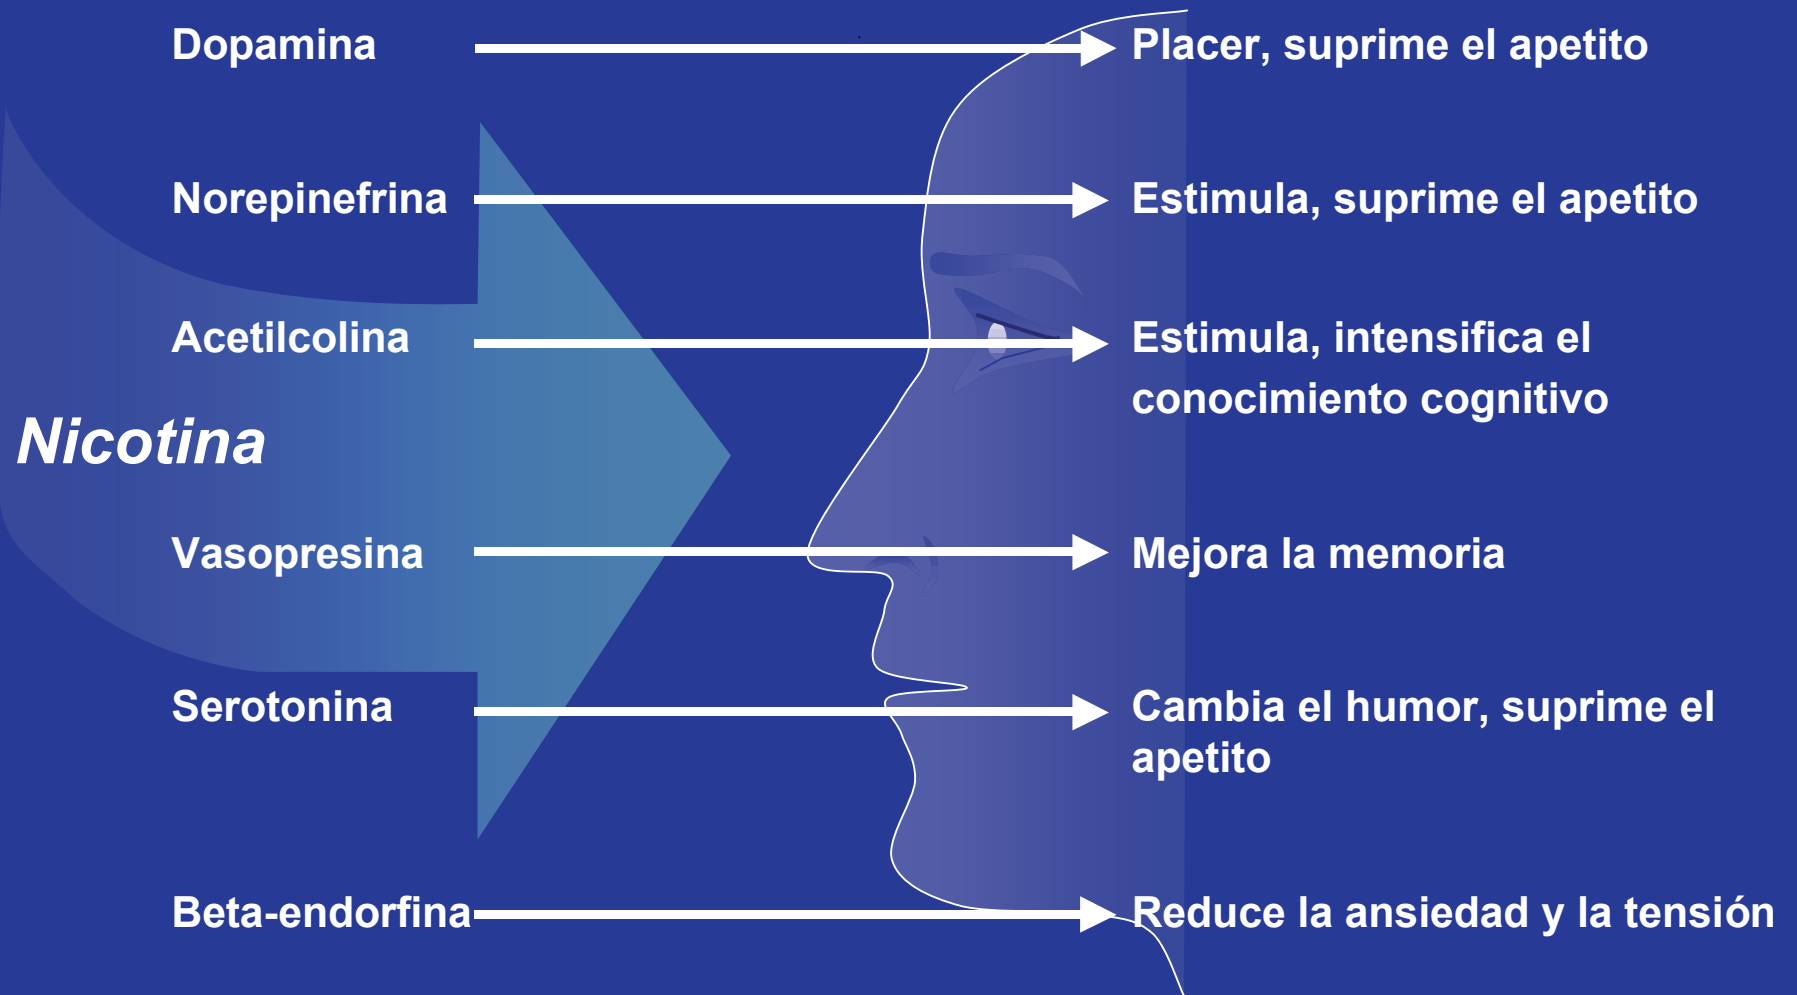 Dopamina
Placer, suprime el apetito
Norepinefrina
Estimula, suprime el apetito
Acetilcolina
Estimula, intensifica el
conocimiento cognitivo
Nicotina
Vasopresina
Mejora la memoria
Serotonina
Cambia el humor, suprime el
apetito
Beta-endorfina
Reduce la ansiedad y la tensión